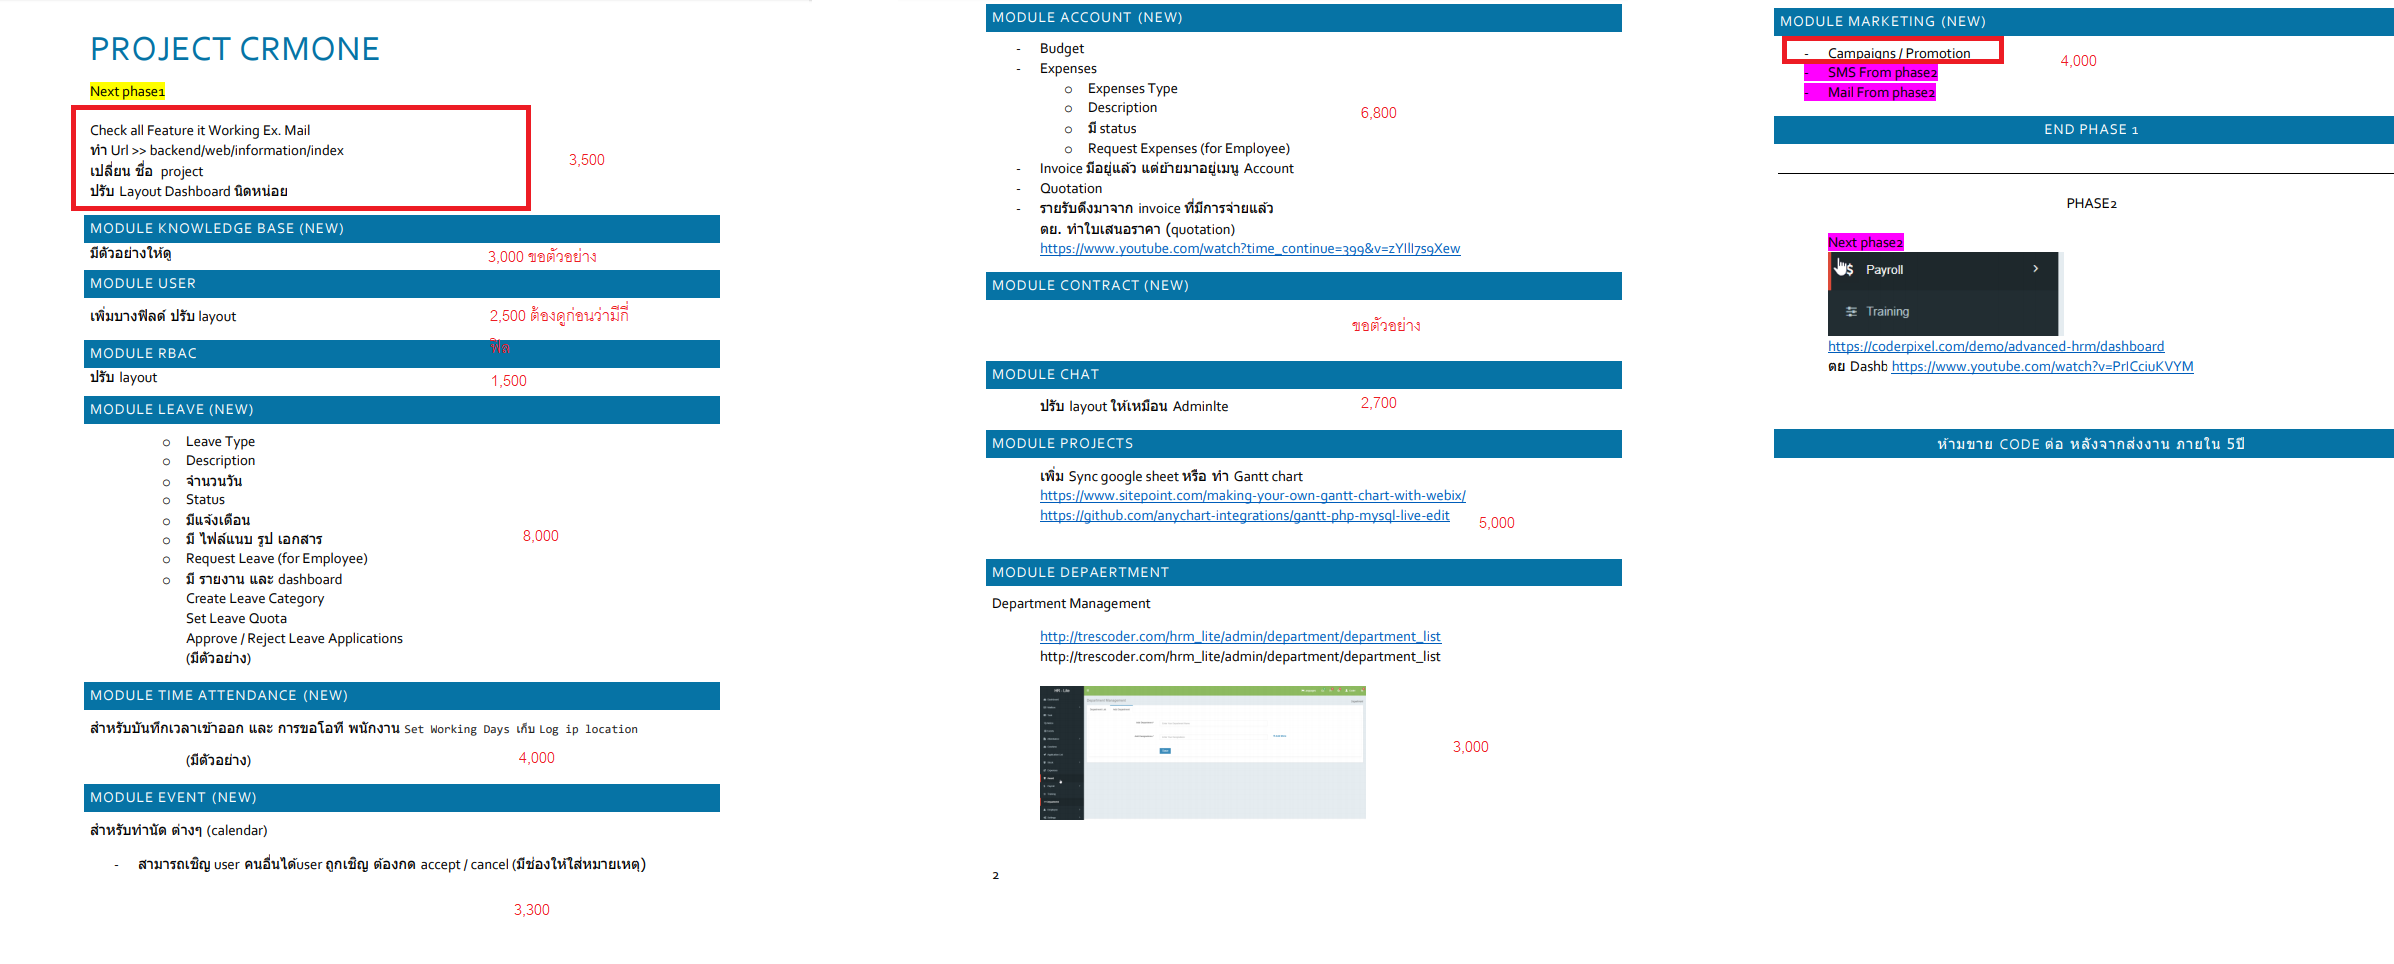 PROJECT CRMONE
Next phase1
Check all Feature it Working Ex. Mail
ทำ Url >> backend/web/information/index
เปลี่ยน ชื่อ project
ปรับ Layout Dashboard นิดหน่อย
3,500
MODULE KNOWLEDGE BASE (NEW)
มีตัวอย่างให้ดู
3,000 ขอตัวอย่าง
MODULE USER
เพิ่มบางฟิลด์ ปรับ layout
2,500 ต้องดูก่อนว่ามีกี่
ฟิล
MODULE RBAC
ปรับ layout
1,500
MODULE LEAVE (NEW)
o Leave Type
o Description
o จำนวนวัน
o Status
o มีแจ้งเตือน
o มี ไฟล์แนบ รูป เอกสาร
8,000
o Request Leave (for Employee)
o มี รายงาน และ dashboard
Create Leave Category
Set Leave Quota
Approve / Reject Leave Applications
(มีตัวอย่าง)
MODULE TIME ATTENDANCE (NEW)
สำหรับบันทึกเวลาเข้าออก และ การขอโอที พนักงาน Set Working Days เก็บ Log ip location
(มีตัวอย่าง)
4,000
MODULE EVENT (NEW)
สำหรับทำนัด ต่างๆ (calendar)
- สามารถเชิญ user คนอื่นได้user ถูกเชิญ ต้องกด accept / cancel (มีช่องให้ใส่หมายเหตุ)
3,300
MODULE ACCOUNT (NEW)
- Budget
- Expenses
o Expenses Type
o Description
6,800
o มี status
o Request Expenses (for Employee)
- Invoice มีอยู่แล้ว แต่ย้ายมาอยู่เมนู Account
- Quotation
- รายรับดึงมาจาก invoice ที่มีการจ่ายแล้ว
ตย. ทำใบเสนอราคา (quotation)
https://www.youtube.com/watch?time_continue=399&v=zYlll7s9Xew
MODULE CONTRACT (NEW)
ขอตัวอย่าง
MODULE CHAT
ปรับ layout ให้เหมือน Adminlte
2,700
MODULE PROJECTS
เพิ่ม Sync google sheet หรือ ทำ Gantt chart
https://www.sitepoint.com/making-your-own-gantt-chart-with-webix/
https://github.com/anychart-integrations/gantt-php-mysql-live-edit
5,000
MODULE DEPAERTMENT
Department Management
http://trescoder.com/hrm_lite/admin/department/department_list
http://trescoder.com/hrm_lite/admin/department/department_list
3,000
2
MODULE MARKETING (NEW)
- Campaigns / Promotion
4,000
- SMS From phase2
- Mail From phase2
END PHASE 1
PHASE2
Next phase2
Payroll
Training
https://coderpixel.com/demo/advanced-hrm/dashboard
ตย Dashb https://www.youtube.com/watch?v=PrICciuKVYM
ห้ามขาย CODE ต่อ หลังจากส่งงาน ภายใน 5ปี